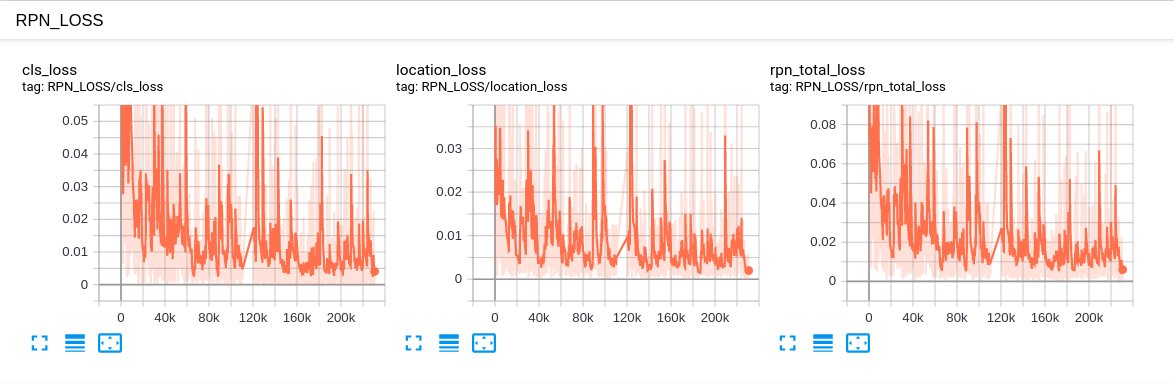 RPN_LOSS
cls_loss
tag: RPN_LOSS/cls_loss
0.05
0.04
0.03
0.02
0.01
0
0 40k 80k 120k 160k 200k
location_loss
tag: RPN_LOSS/location_loss
0.03
0.02
0.01
0
0 40k 80k 120k 160k 200k
rpn_total_loss
tag: RPN_LOSS/rpn_total_loss
0.08
0.06
0.04
0.02
0
0 40k 80k 120k 160k 200k